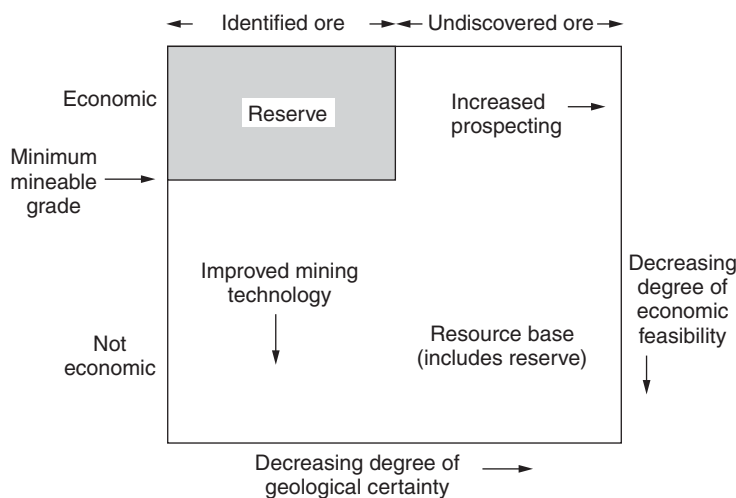 Identified ore
Undiscovered ore
Economic
Reserve
Increased
prospecting
Minimum
mineable
grade
Improved mining
technology
Decreasing
degree of
economic
feasibility
Not
economic
Resource base
(includes reserve)
Decreasing degree of
geological certainty